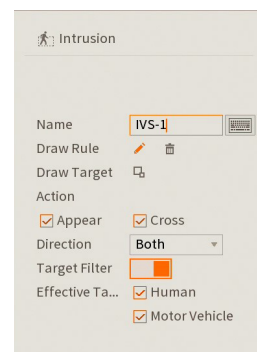 Intrusion
Name IVS-1
Draw Rule
Draw Target
Action
Appear Cross
Direction Both
Target Filter
Effective Ta... Human
Motor Vehicle